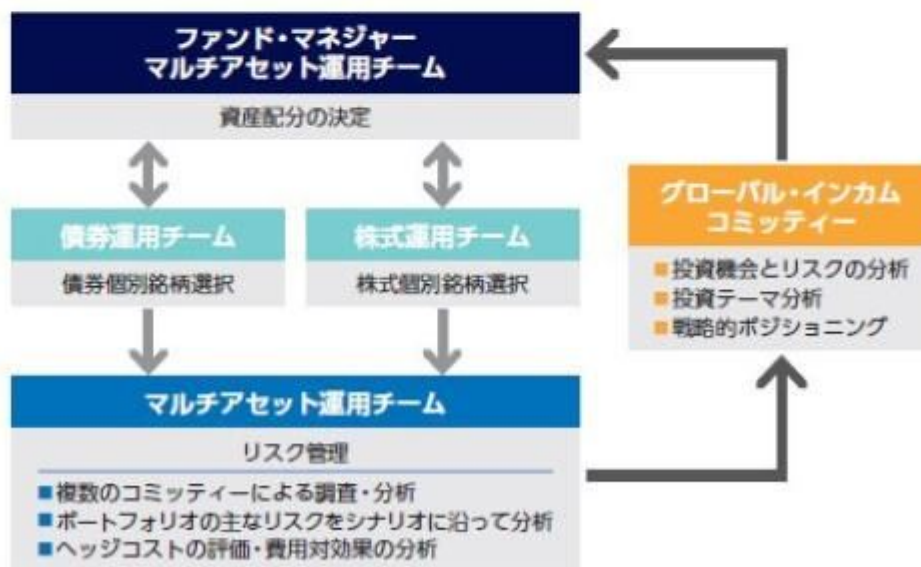 ファンド・マネジャー
マルチアセット運用チーム
資産配分の決定
債券運用チーム
債券個別銘柄選択
株式運用チーム
株式個別銘柄選択
マルチアセット運用チーム
リスク管理
■複数のコミッティーによる調査・分析
■ポートフォリオの主なリスクをシナリオに沿って分析
■ヘッジコストの評価・費用対効果の分析
グローバル・インカム
コミッティー
■投資機会とリスクの分析
■投資テーマ分析
■戦略的ポジショニング